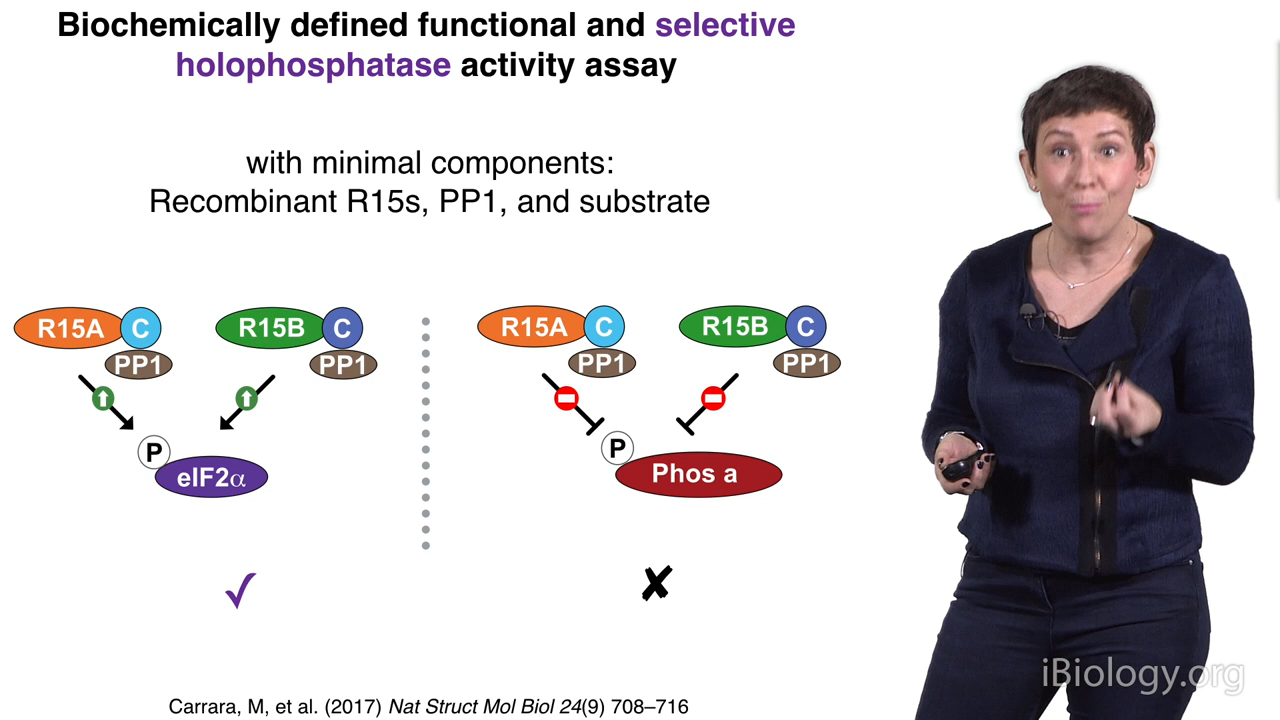 Biochemically defined functional and selective
holophosphatase activity assay
with minimal components:
Recombinant R15s, PP1, and substrate
R15A C R15B C R15A C R15B C
PP1 PP1 PP1 PP1
P P
eIF2α Phos a
✓ ✘
iBiology.org
Carrara, M, et al. (2017) Nat Struct Mol Biol 24(9) 708–716